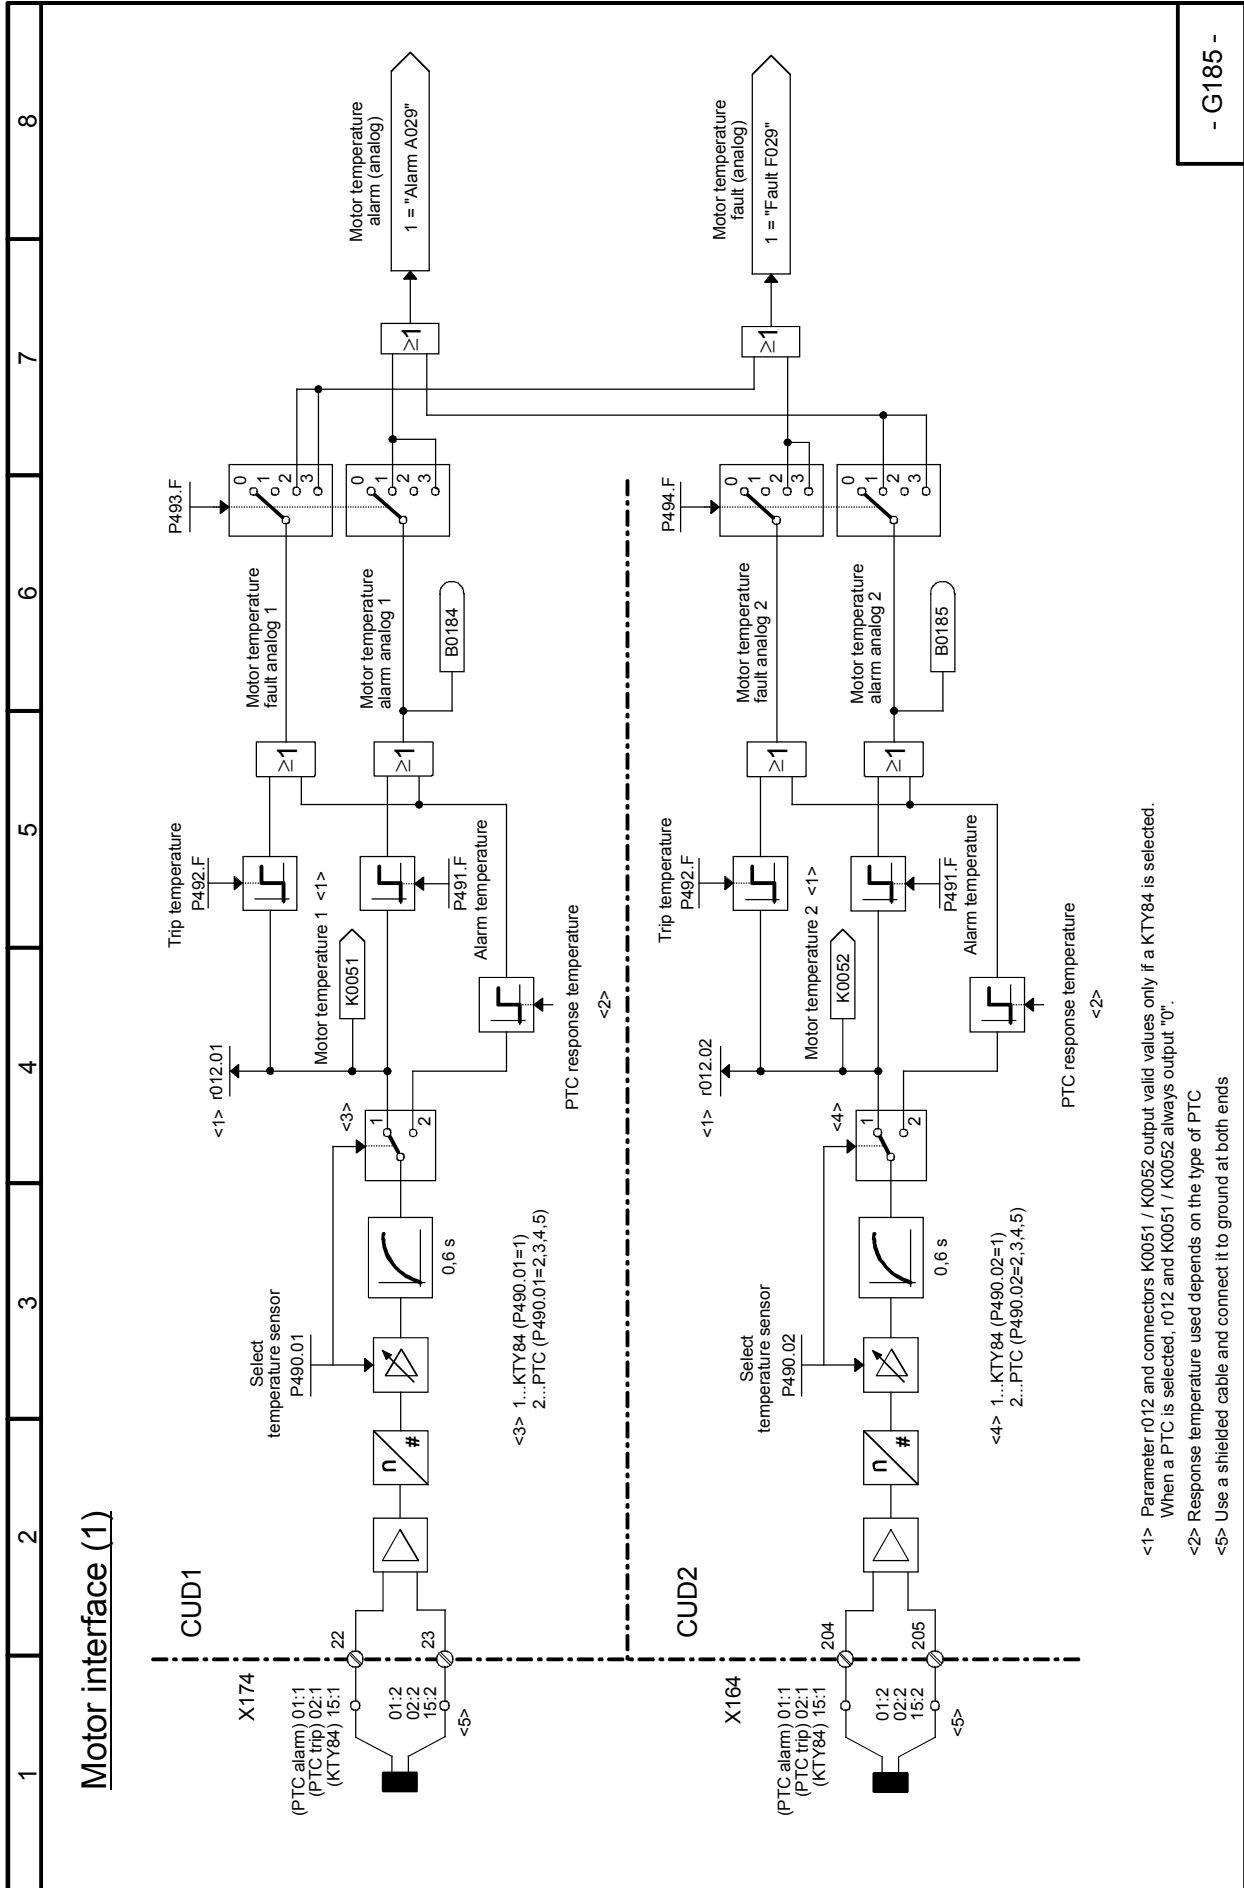 1 2 3 4 5 6 7 8
Motor interface (1)
CUD1
X174
(PTC alarm) 01:1
(PTC trip) 02:1
(KTY84) 15:1
22
01:2
02:2
15:2
23
<5>
U
#
Select
temperature sensor
P490.01
0,6 s
<3> 1...KTY84 (P490.01=1)
2...PTC (P490.01=2,3,4,5)
<3>
1
2
<1> r012.01
Motor temperature 1 <1>
K0051
Trip temperature
P492.F
P491.F
Alarm temperature
PTC response temperature
<2>
≥1
≥1
Motor temperature
fault analog 1
Motor temperature
alarm analog 1
B0184
P493.F
0
1
2
3
0
1
2
3
≥1
Motor temperature
alarm (analog)
1 = "Alarm A029"
CUD2
X164
(PTC alarm) 01:1
(PTC trip) 02:1
(KTY84) 15:1
204
01:2
02:2
15:2
205
<5>
U
#
Select
temperature sensor
P490.02
0,6 s
<4> 1...KTY84 (P490.02=1)
2...PTC (P490.02=2,3,4,5)
<4>
1
2
<1> r012.02
Motor temperature 2 <1>
K0052
Trip temperature
P492.F
P491.F
Alarm temperature
PTC response temperature
<2>
≥1
≥1
Motor temperature
fault analog 2
Motor temperature
alarm analog 2
B0185
P494.F
0
1
2
3
0
1
2
3
≥1
Motor temperature
fault (analog)
1 = "Fault F029"
<1> Parameter r012 and connectors K0051 / K0052 output valid values only if a KTY84 is selected.
When a PTC is selected, r012 and K0051 / K0052 always output "0".
<2> Response temperature used depends on the type of PTC
<5> Use a shielded cable and connect it to ground at both ends
- G185 -